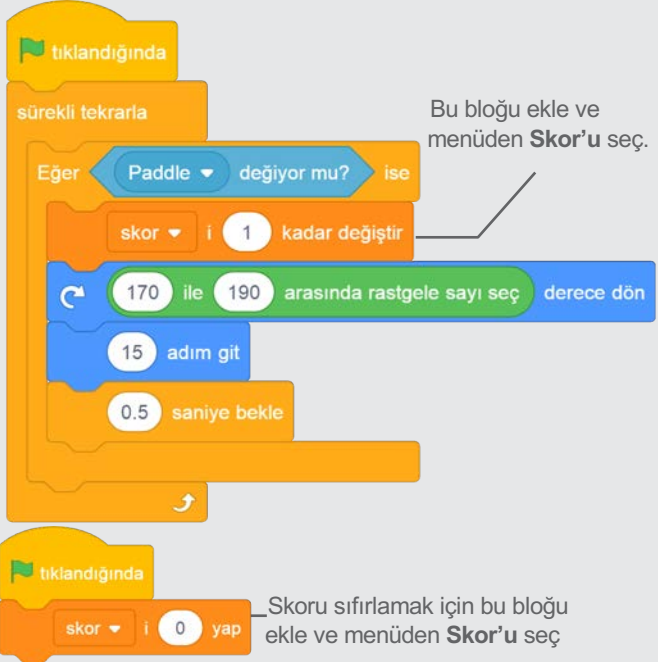 tıklandığında
sürekli tekrarla
Bu bloğu ekle ve
menüden Skor’u seç.
Eğer Paddle değiyor mu? ise
skor i 1 kadar değiştir
170 ile 190 arasında rastgele sayı seç derece dön
15 adım git
0.5 saniye bekle
tıklandığında
skor i 0 yap
Skoru sıfırlamak için bu bloğu
ekle ve menüden Skor’u seç